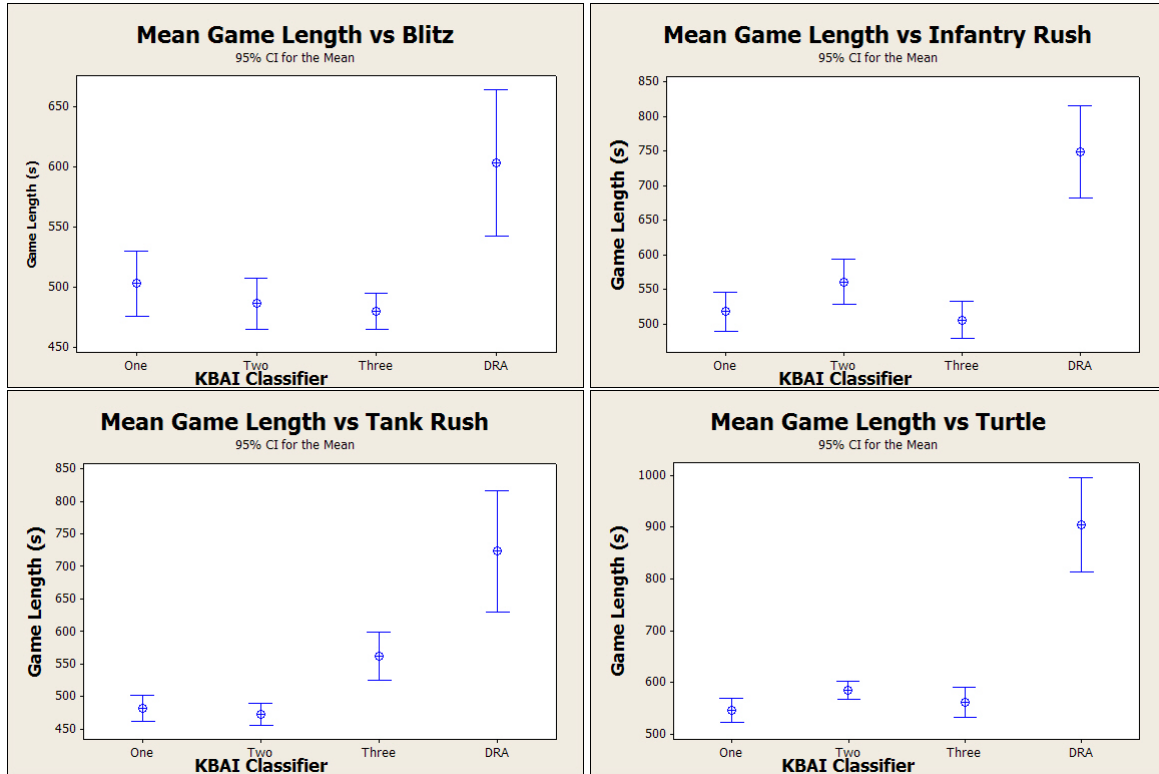 Mean Game Length vs Blitz
95% CI for the Mean
Game Length (s)
650
600
550
500
450
One Two Three DRA
KBAI Classifier
Mean Game Length vs Infantry Rush
95% CI for the Mean
Game Length (s)
850
800
750
700
650
600
550
500
One Two Three DRA
KBAI Classifier
Mean Game Length vs Tank Rush
95% CI for the Mean
Game Length (s)
850
800
750
700
650
600
550
500
450
One Two Three DRA
KBAI Classifier
Mean Game Length vs Turtle
95% CI for the Mean
Game Length (s)
1000
900
800
700
600
500
One Two Three DRA
KBAI Classifier